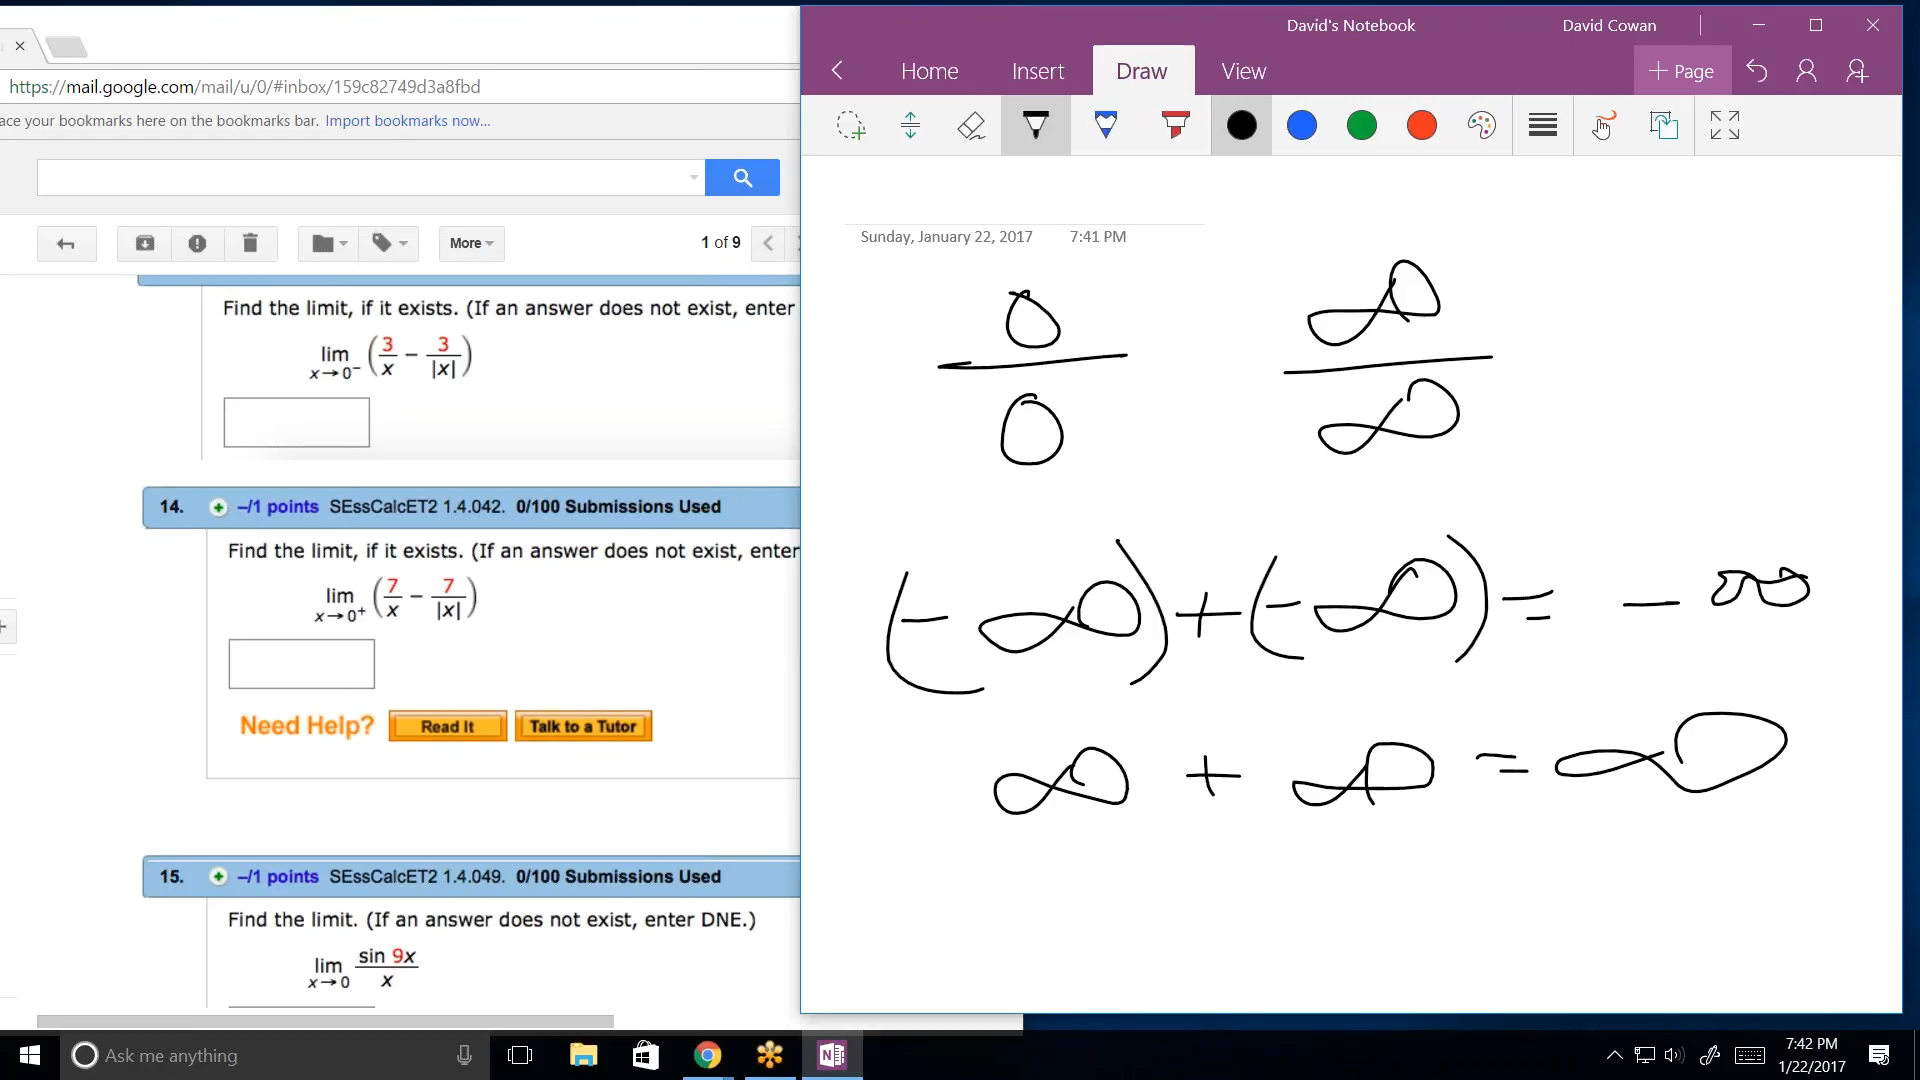 https://mail.google.com/mail/u/0/#inbox/159c82749d3a8fbd
ace your bookmarks here on the bookmarks bar. Import bookmarks now...
More
1 of 9
Find the limit, if it exists. (If an answer does not exist, enter
lim x→0⁻ (3/x − 3/|x|)
14. –/1 points SEssCalcET2 1.4.042. 0/100 Submissions Used
Find the limit, if it exists. (If an answer does not exist, enter
lim x→0⁺ (7/x − 7/|x|)
Need Help? Read It Talk to a Tutor
15. –/1 points SEssCalcET2 1.4.049. 0/100 Submissions Used
Find the limit. (If an answer does not exist, enter DNE.)
lim x→0 sin 9x/x
David's Notebook David Cowan
Home Insert Draw View + Page
Sunday, January 22, 2017 7:41 PM
0/0 ∞/∞
(-∞)+(-∞)= -∞
∞ + ∞ = ∞
Ask me anything
7:42 PM
1/22/2017